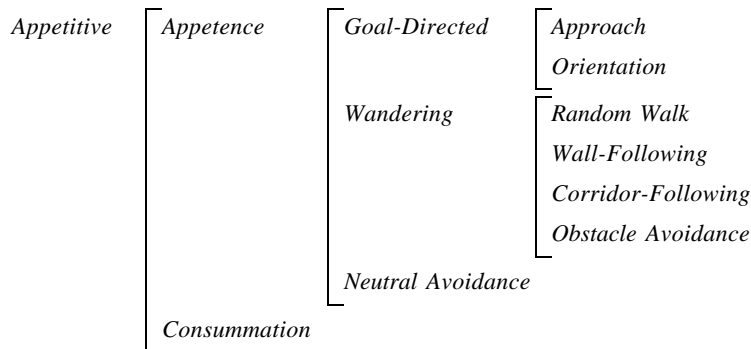 Appetitive Appetence Goal-Directed Approach
Orientation
Wandering Random Walk
Wall-Following
Corridor-Following
Obstacle Avoidance
Neutral Avoidance
Consummation